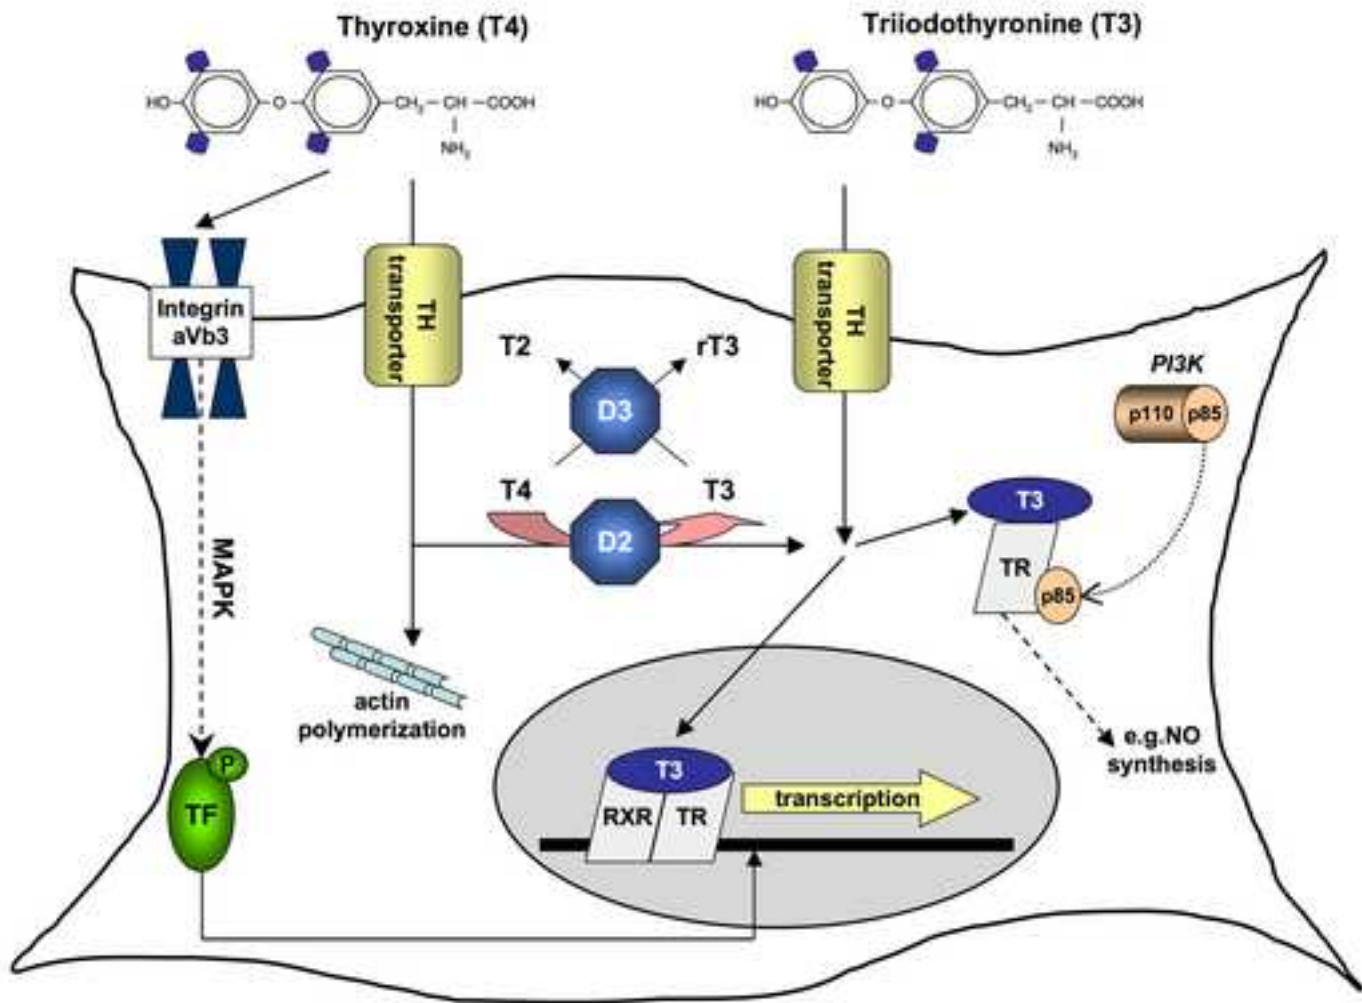 Thyroxine (T4)
Triiodothyronine (T3)
HO
O
CH2
CH
COOH
NH2
HO
O
CH2
CH
COOH
NH2
Integrin
aVb3
TH
transporter
TH
transporter
T2
rT3
D3
PI3K
p110
p85
T4
T3
D2
T3
TR
p85
MAPK
actin
polymerization
e.g.NO
synthesis
P
TF
T3
RXR
TR
transcription